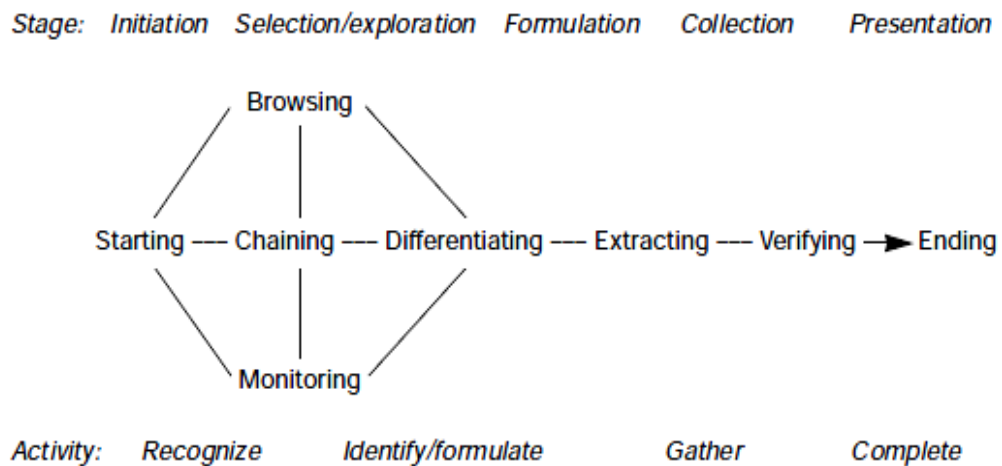 Stage: Initiation Selection/exploration Formulation Collection Presentation
Browsing
Starting --- Chaining --- Differentiating --- Extracting --- Verifying Ending
Monitoring
Activity: Recognize Identify/formulate Gather Complete